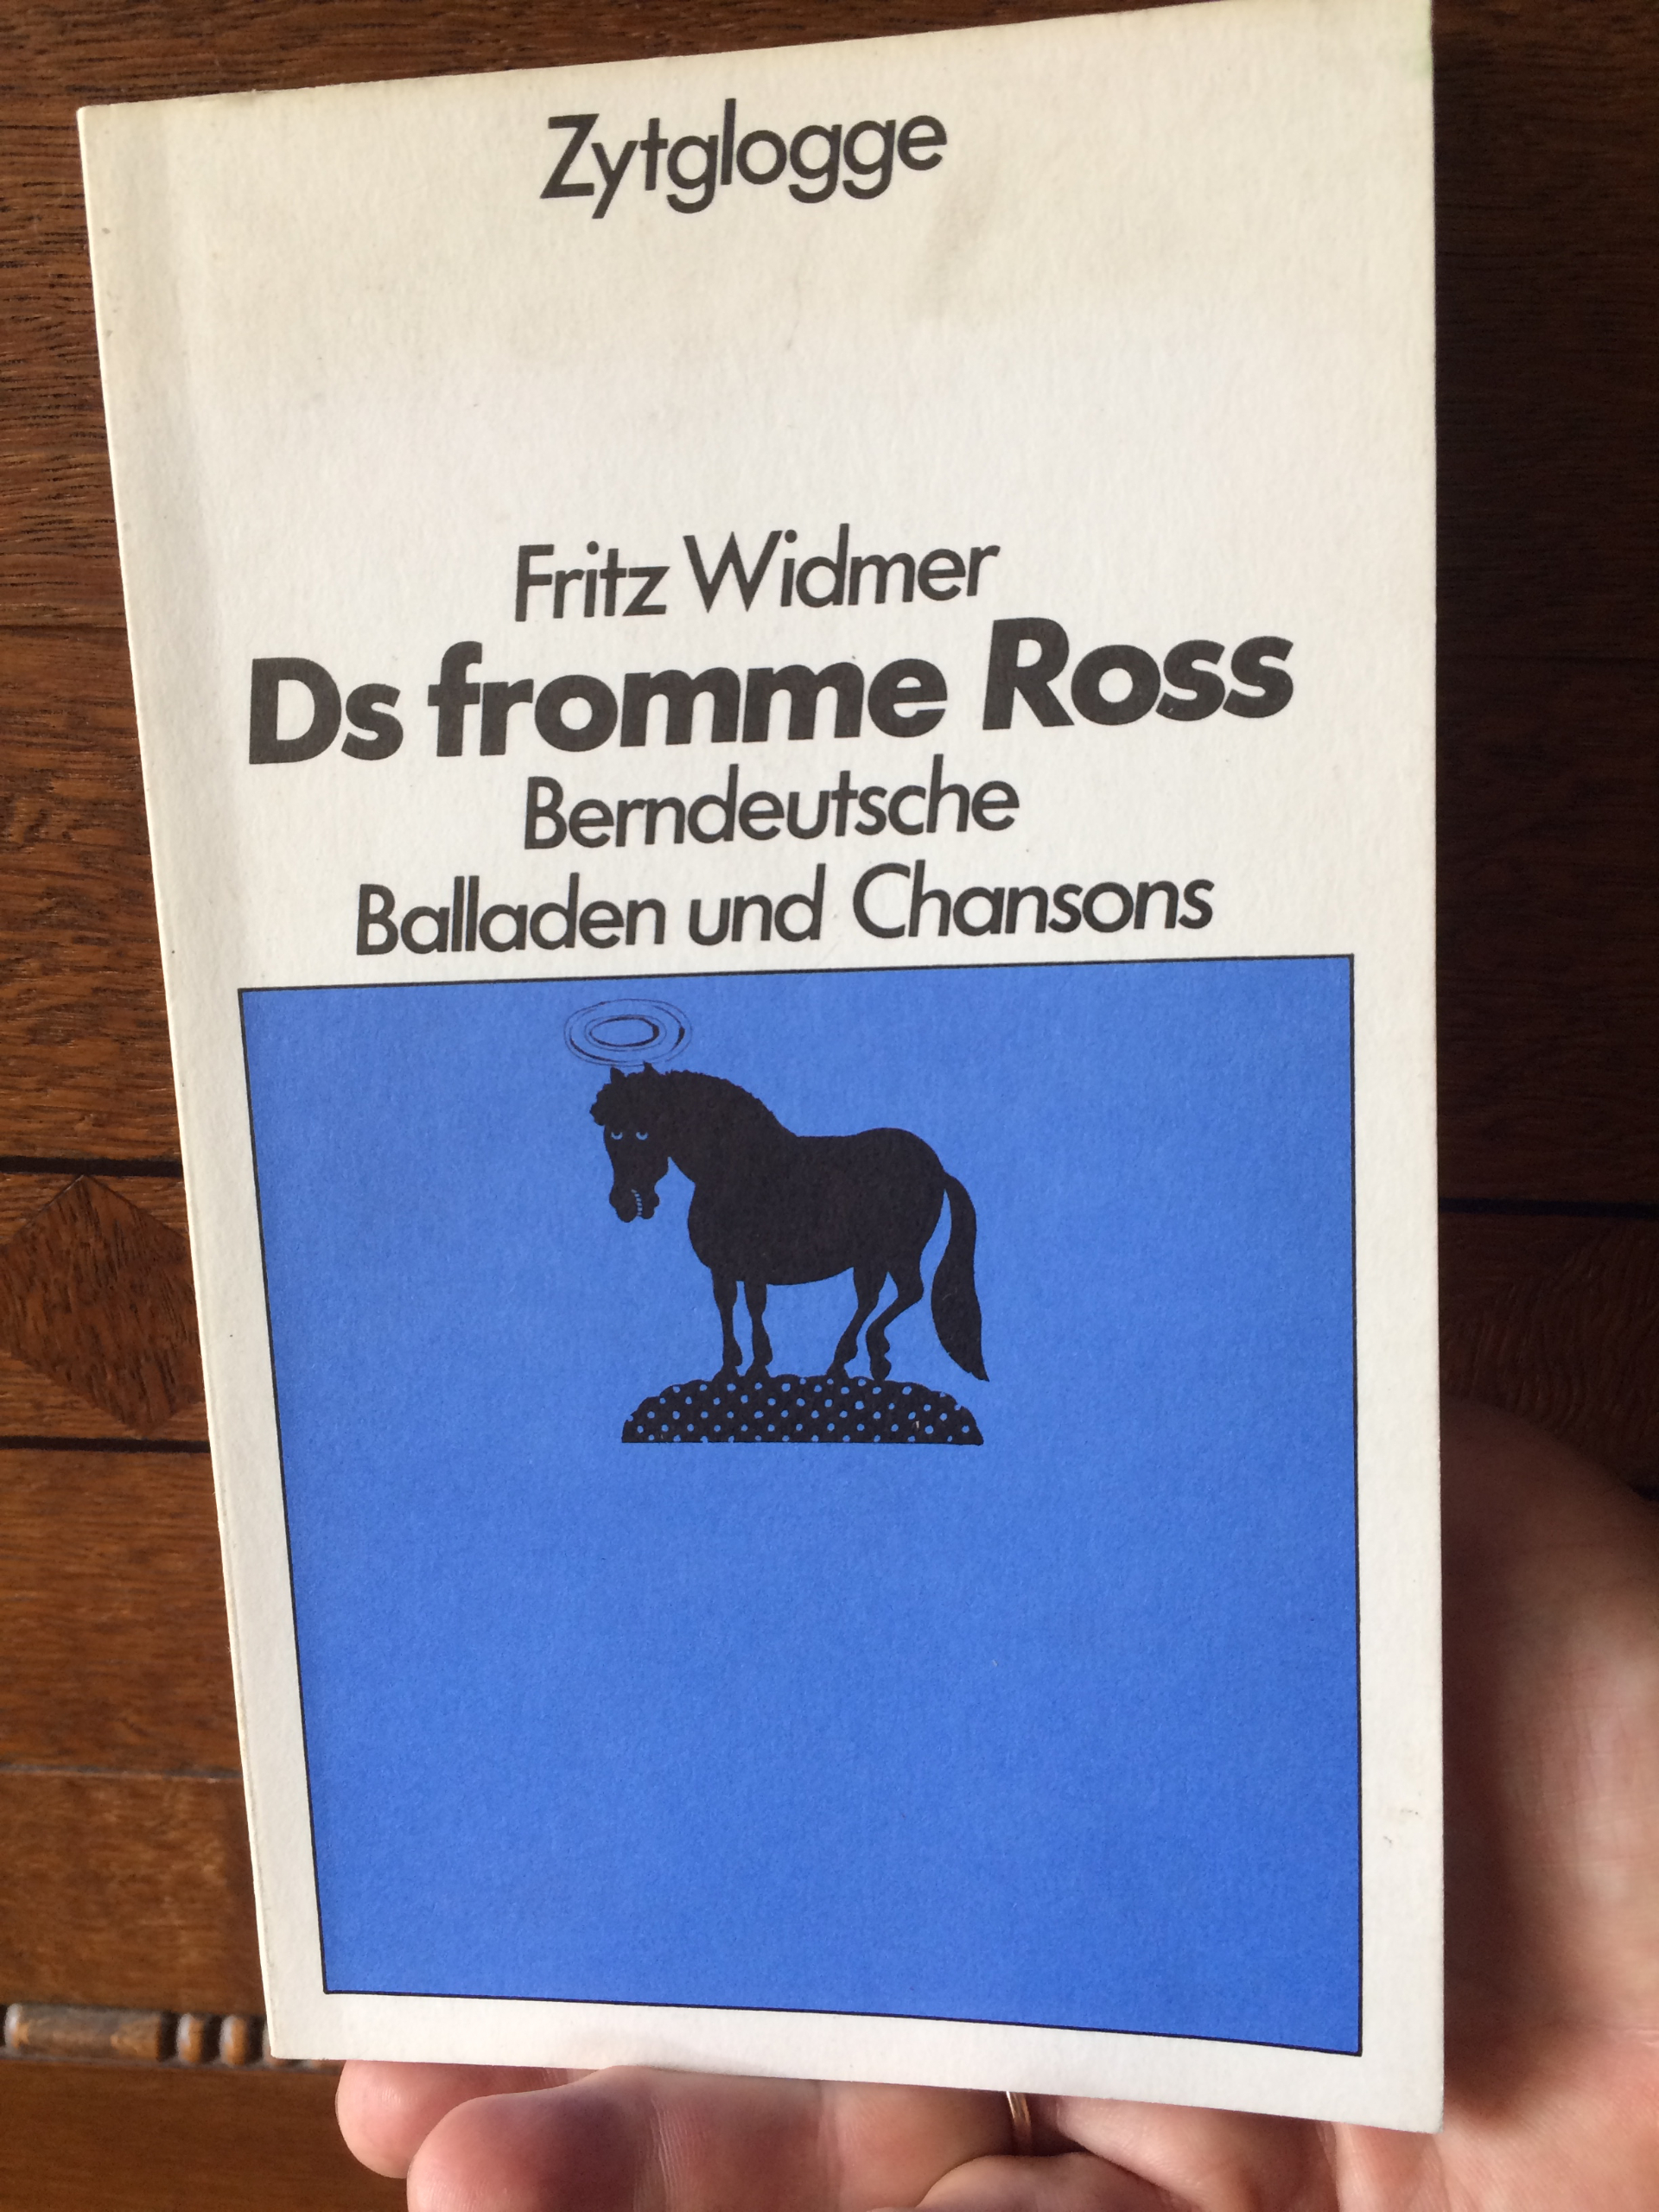 Zytglogge
Fritz Widmer
Ds fromme Ross
Berndeutsche
Balladen und Chansons